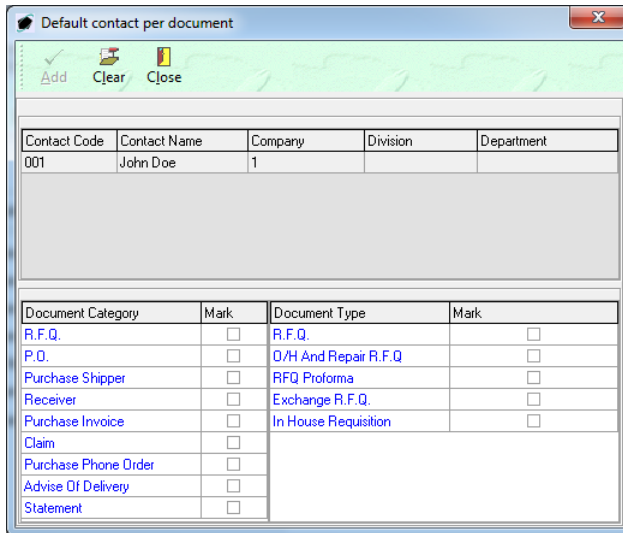 Default contact per document
Add Clear Close
Contact Code Contact Name Company Division Department
001 John Doe 1
Document Category Mark Document Type Mark
R.F.Q. R.F.Q.
P.O. O/H And Repair R.F.Q
Purchase Shipper RFQ Proforma
Receiver Exchange R.F.Q.
Purchase Invoice In House Requisition
Claim
Purchase Phone Order
Advise Of Delivery
Statement